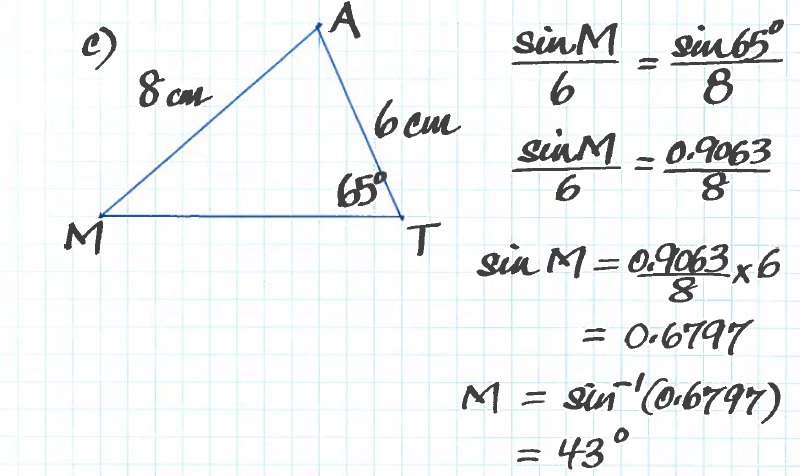 c)
A
8 cm
6 cm
65°
M
T
sin M / 6 = sin 65° / 8
sin M / 6 = 0.9063 / 8
sin M = 0.9063 / 8 × 6
= 0.6797
M = sin⁻¹(0.6797)
= 43°